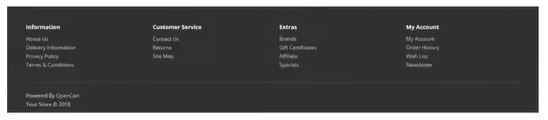 Information
About Us
Delivery Information
Privacy Policy
Terms & Conditions
Customer Service
Contact Us
Returns
Site Map
Extras
Brands
Gift Certificates
Affiliate
Specials
My Account
My Account
Order History
Wish List
Newsletter
Powered By OpenCart
Your Store © 2018